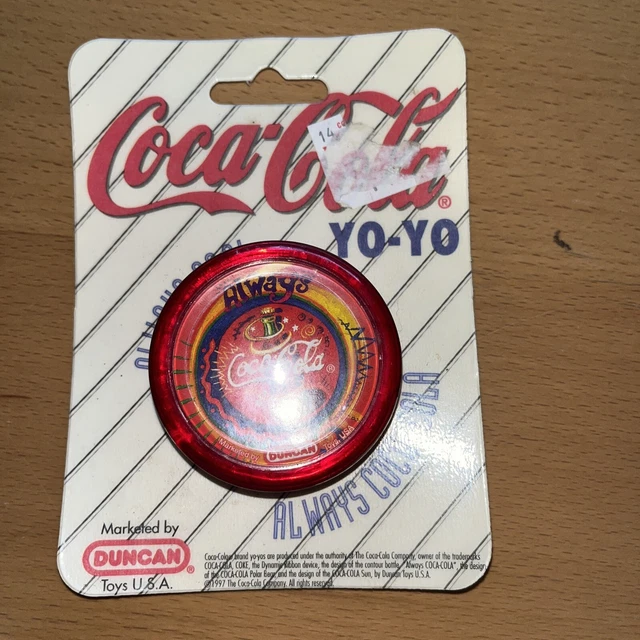 Coca-Cola®
14
YO-YO
ALWAYS COCA-COLA
Always
Coca-Cola®
Marketed by DUNCAN Toys, USA
Marketed by
DUNCAN®
Toys U.S.A.
Coca-Cola® brand yo-yos are produced under the authority of The Coca-Cola Company, owner of the trademarks
COCA-COLA, COKE, the Dynamic Ribbon device, the design of the contour bottle, "Always COCA-COLA", the design
of the COCA-COLA Polar Bear, and the design of the COCA-COLA Sun, by Duncan Toys U.S.A.
©1997 The Coca-Cola Company. All rights reserved.